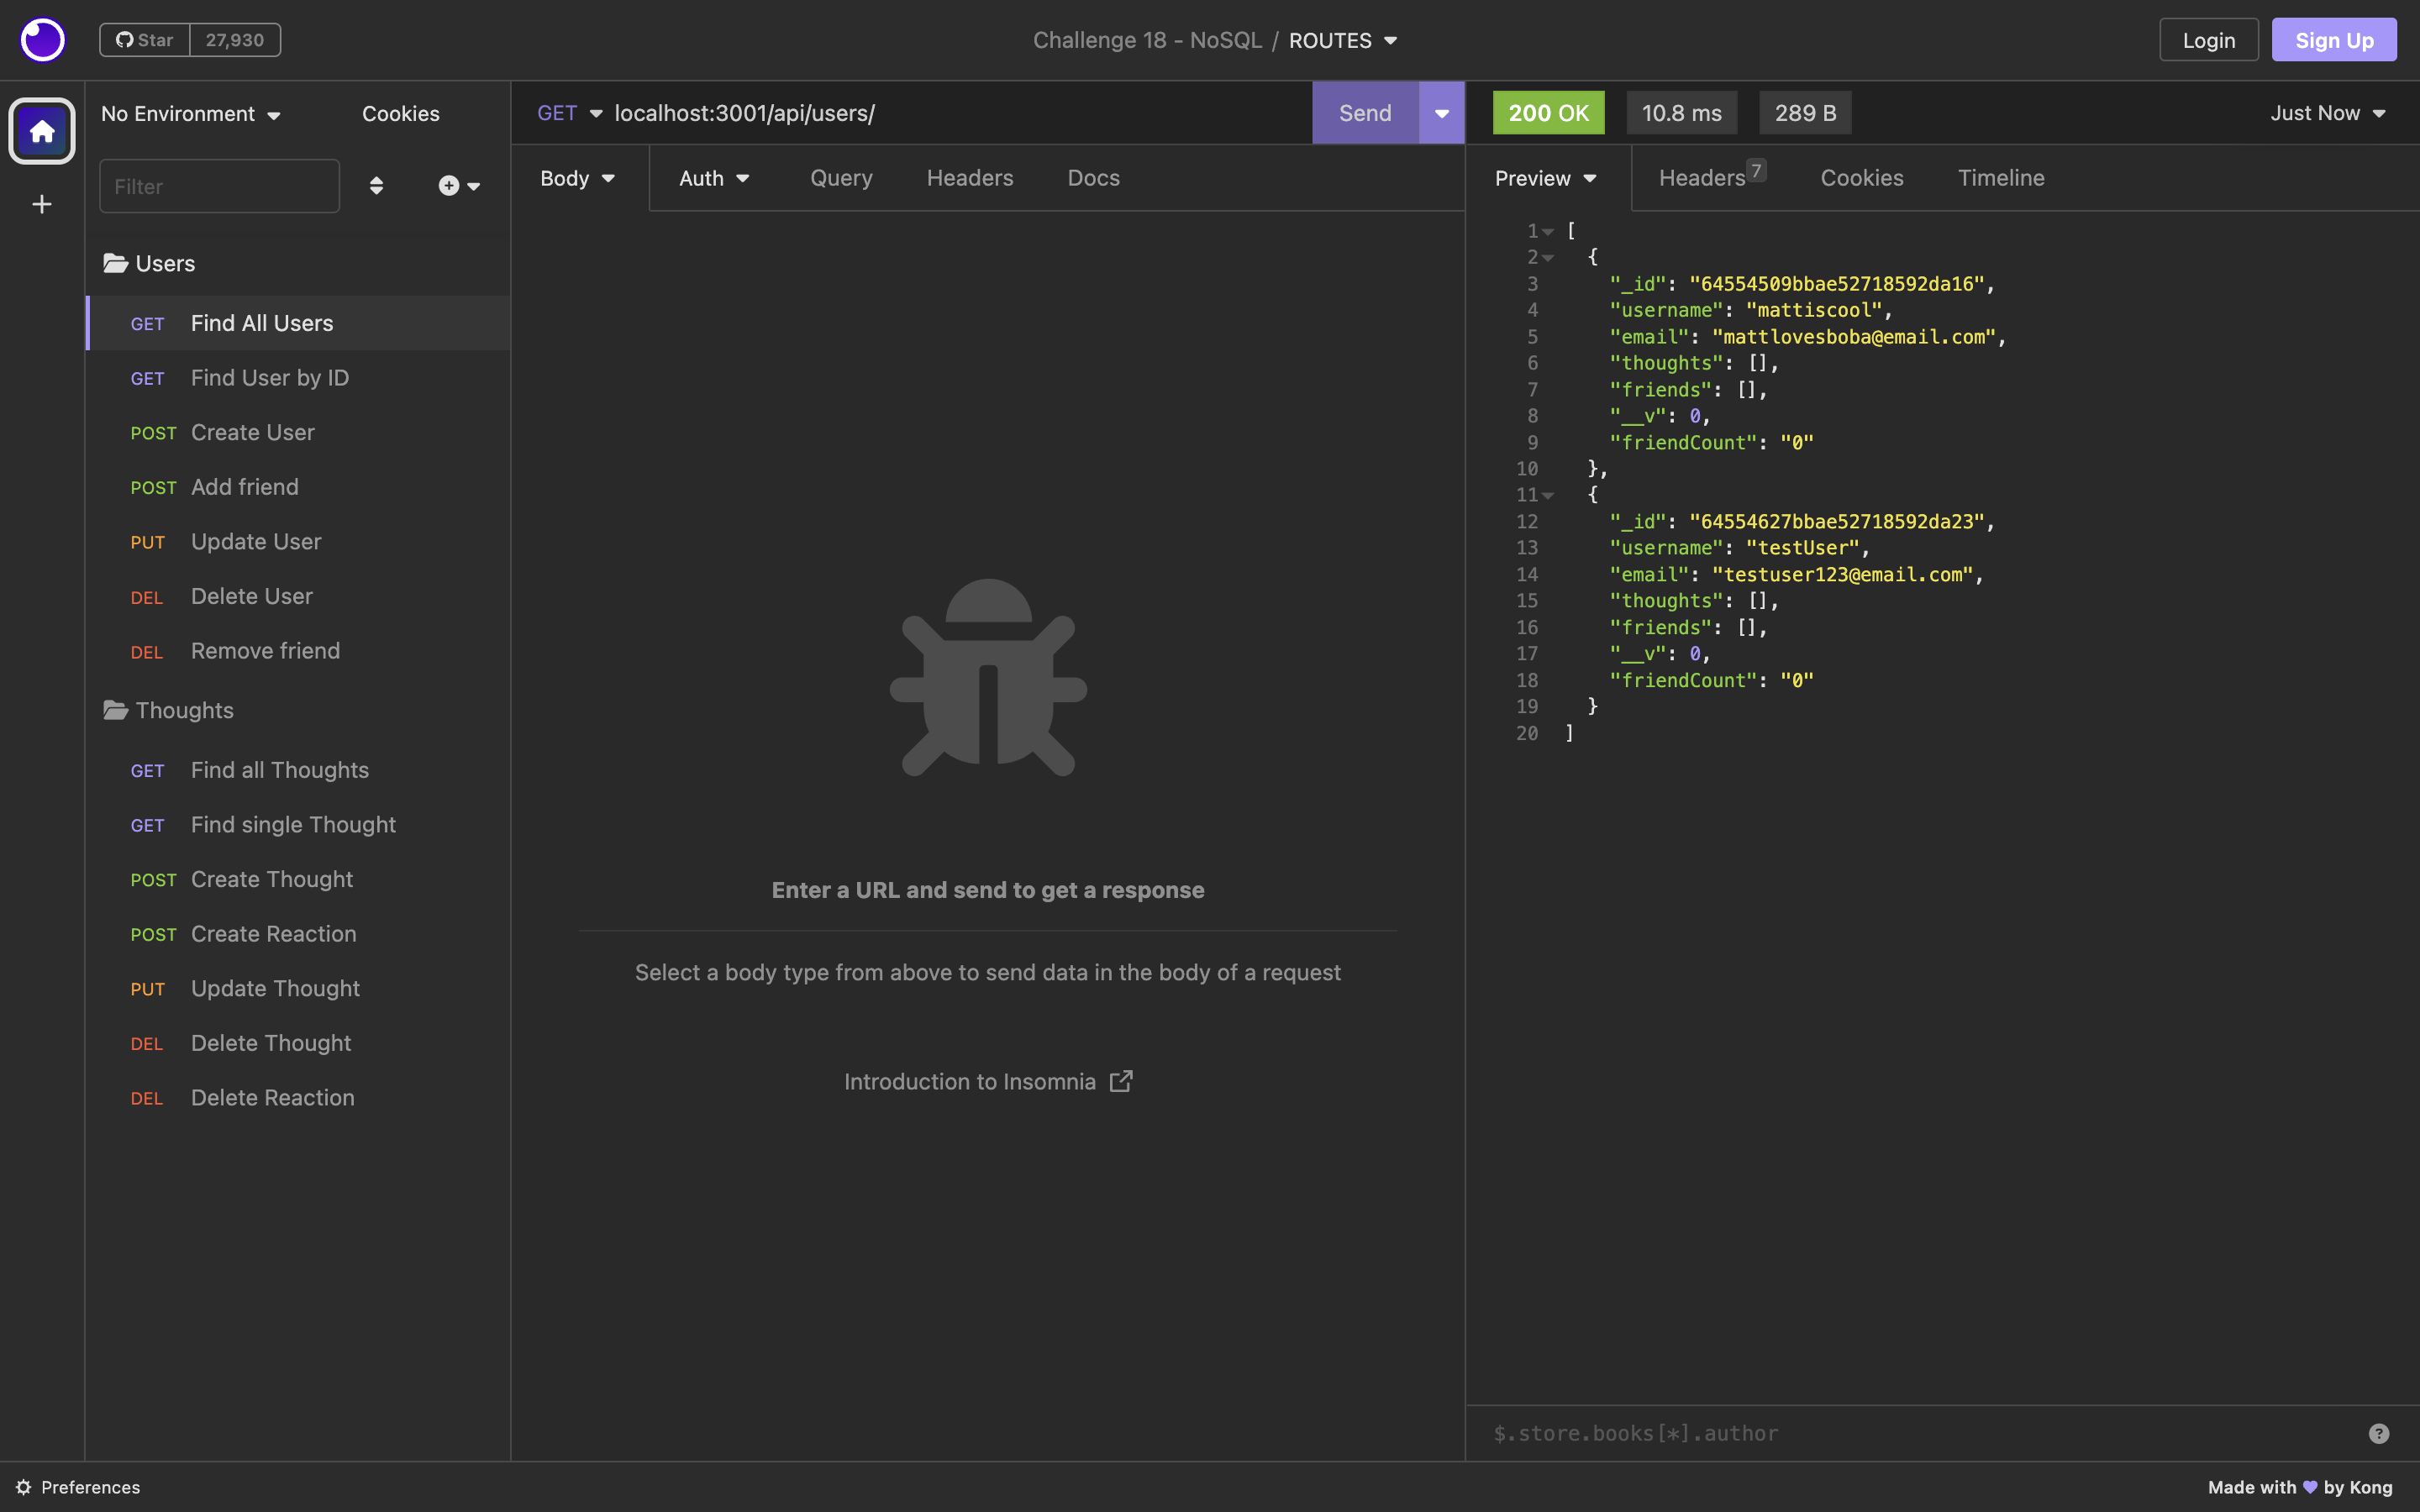 Star 27,930
Challenge 18 - NoSQL / ROUTES
Login
Sign Up
No Environment
Cookies
Filter
Users
GET Find All Users
GET Find User by ID
POST Create User
POST Add friend
PUT Update User
DEL Delete User
DEL Remove friend
Thoughts
GET Find all Thoughts
GET Find single Thought
POST Create Thought
POST Create Reaction
PUT Update Thought
DEL Delete Thought
DEL Delete Reaction
GET localhost:3001/api/users/
Send
Body Auth Query Headers Docs
Enter a URL and send to get a response
Select a body type from above to send data in the body of a request
Introduction to Insomnia
200 OK 10.8 ms 289 B Just Now
Preview Headers 7 Cookies Timeline
1 [
2 {
3 "_id": "64554509bbae52718592da16",
4 "username": "mattiscool",
5 "email": "mattlovesboba@email.com",
6 "thoughts": [],
7 "friends": [],
8 "__v": 0,
9 "friendCount": "0"
10 },
11 {
12 "_id": "64554627bbae52718592da23",
13 "username": "testUser",
14 "email": "testuser123@email.com",
15 "thoughts": [],
16 "friends": [],
17 "__v": 0,
18 "friendCount": "0"
19 }
20 ]
$.store.books[*].author
?
Preferences
Made with 💜 by Kong